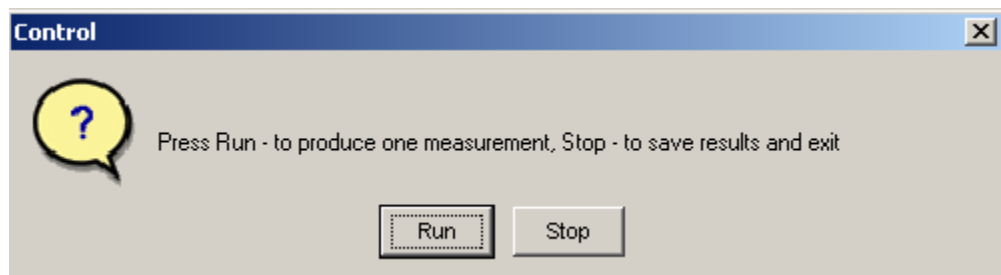 Control
?
Press Run - to produce one measurement, Stop - to save results and exit
Run
Stop